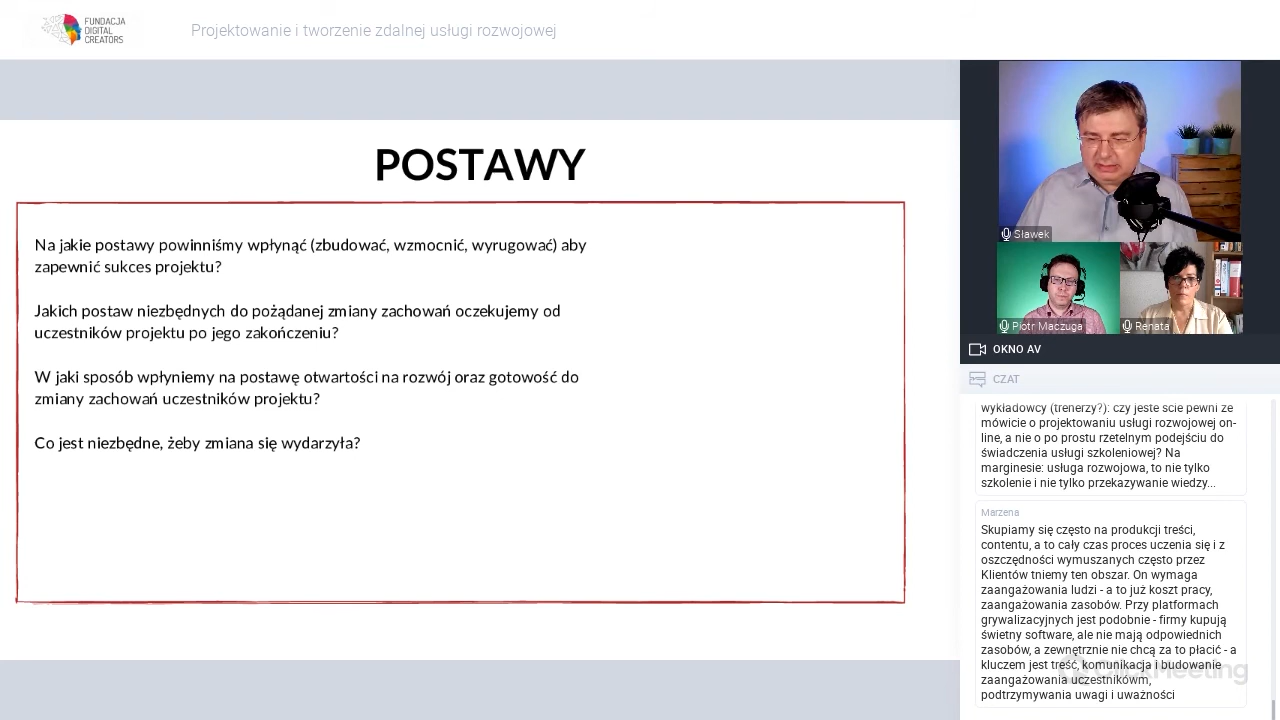 FUNDACJA
DIGITAL
CREATORS
Projektowanie i tworzenie zdalnej usługi rozwojowej
POSTAWY
Na jakie postawy powinniśmy wpłynąć (zbudować, wzmocnić, wyrugować) aby
zapewnić sukces projektu?
Jakich postaw niezbędnych do pożądanej zmiany zachowań oczekujemy od
uczestników projektu po jego zakończeniu?
W jaki sposób wpłyniemy na postawę otwartości na rozwój oraz gotowość do
zmiany zachowań uczestników projektu?
Co jest niezbędne, żeby zmiana się wydarzyła?
Sławek
Piotr Maczuga
Renata
OKNO AV
CZAT
wykładowcy (trenerzy?): czy jeste ście pewni że
mówicie o projektowaniu usługi rozwojowej on-
line, a nie o po prostu rzetelnym podejściu do
świadczenia usługi szkoleniowej? Na
marginesie: usługa rozwojowa, to nie tylko
szkolenie i nie tylko przekazywanie wiedzy...
Marzena
Skupiamy się często na produkcji treści,
contentu, a to cały czas proces uczenia się i z
oszczędności wymuszanych często przez
Klientów tniemy ten obszar. On wymaga
zaangażowania ludzi - a to już koszt pracy,
zaangażowania zasobów. Przy platformach
grywalizacyjnych jest podobnie - firmy kupują
świetny software, ale nie mają odpowiednich
zasobów, a zewnętrznie nie chcą za to płacić - a
kluczem jest treść, komunikacja i budowanie
zaangażowania uczestnikówm,
podtrzymywania uwagi i uważności
ClickMeeting